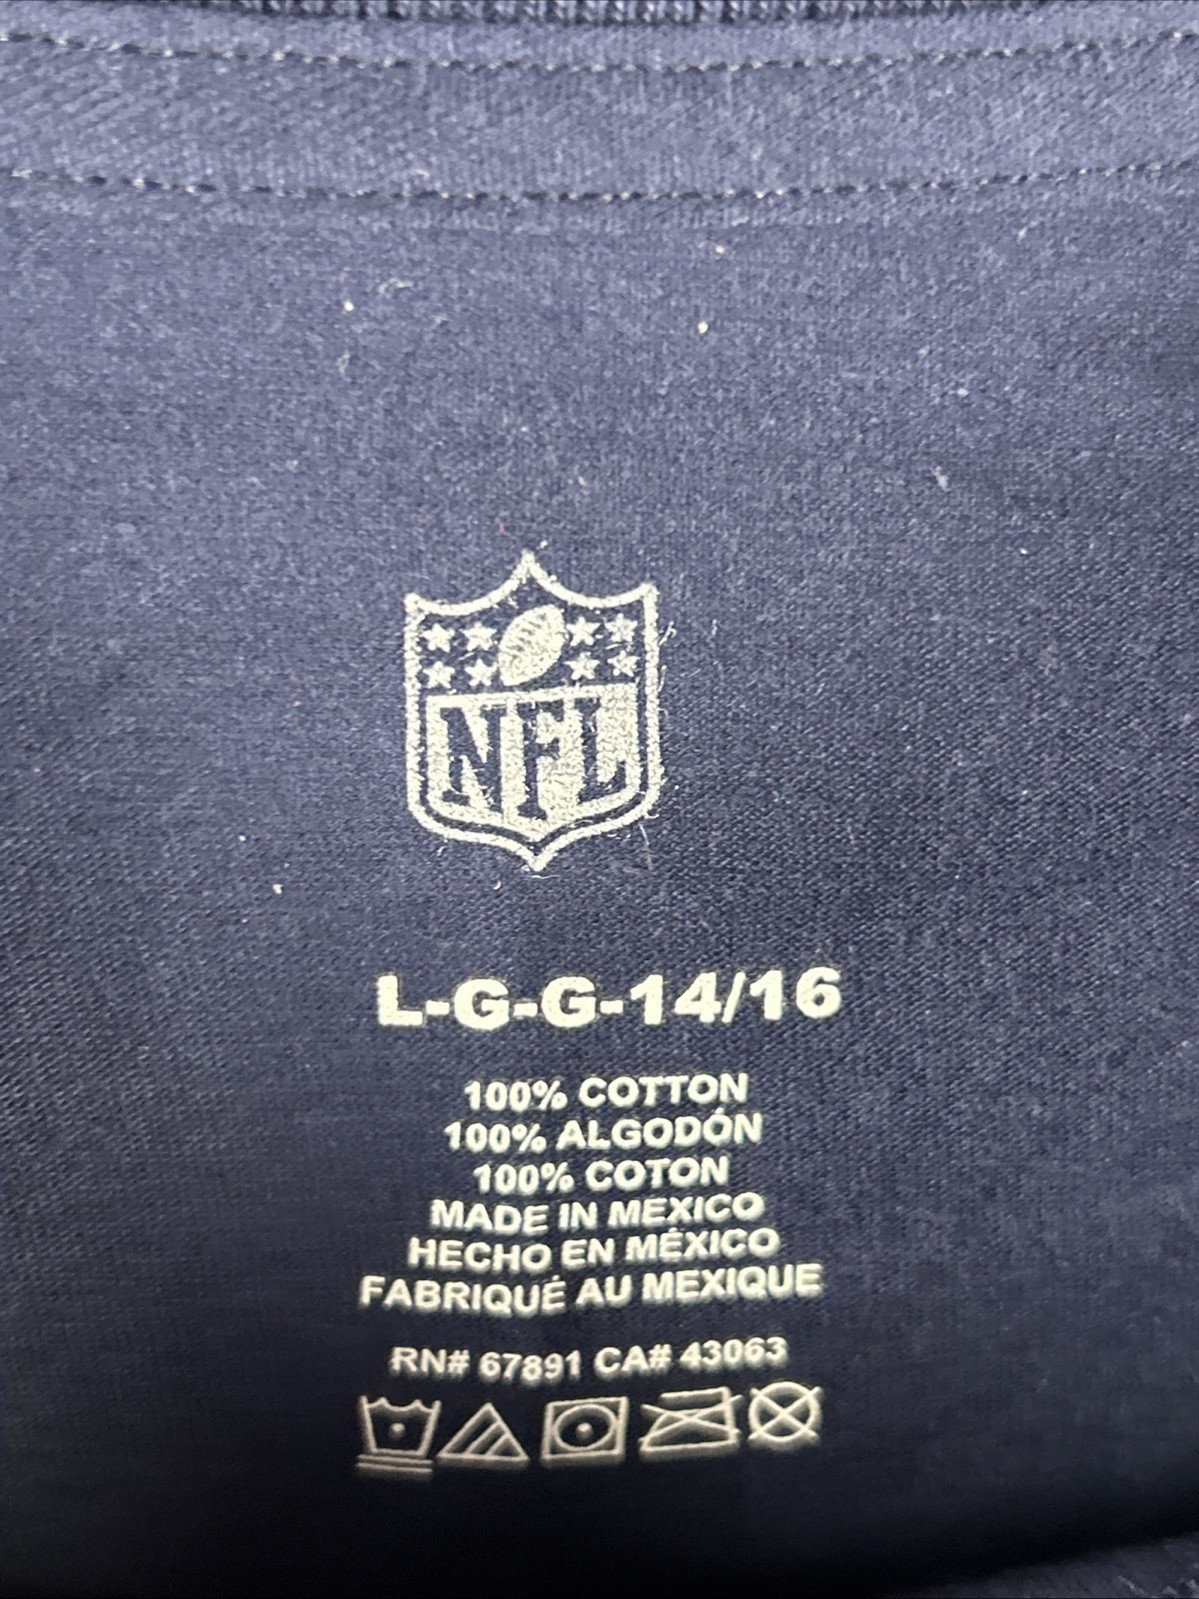 NFL
L-G-G-14/16
100% COTTON
100% ALGODÓN
100% COTON
MADE IN MEXICO
HECHO EN MÉXICO
FABRIQUÉ AU MEXIQUE
RN# 67891 CA# 43063